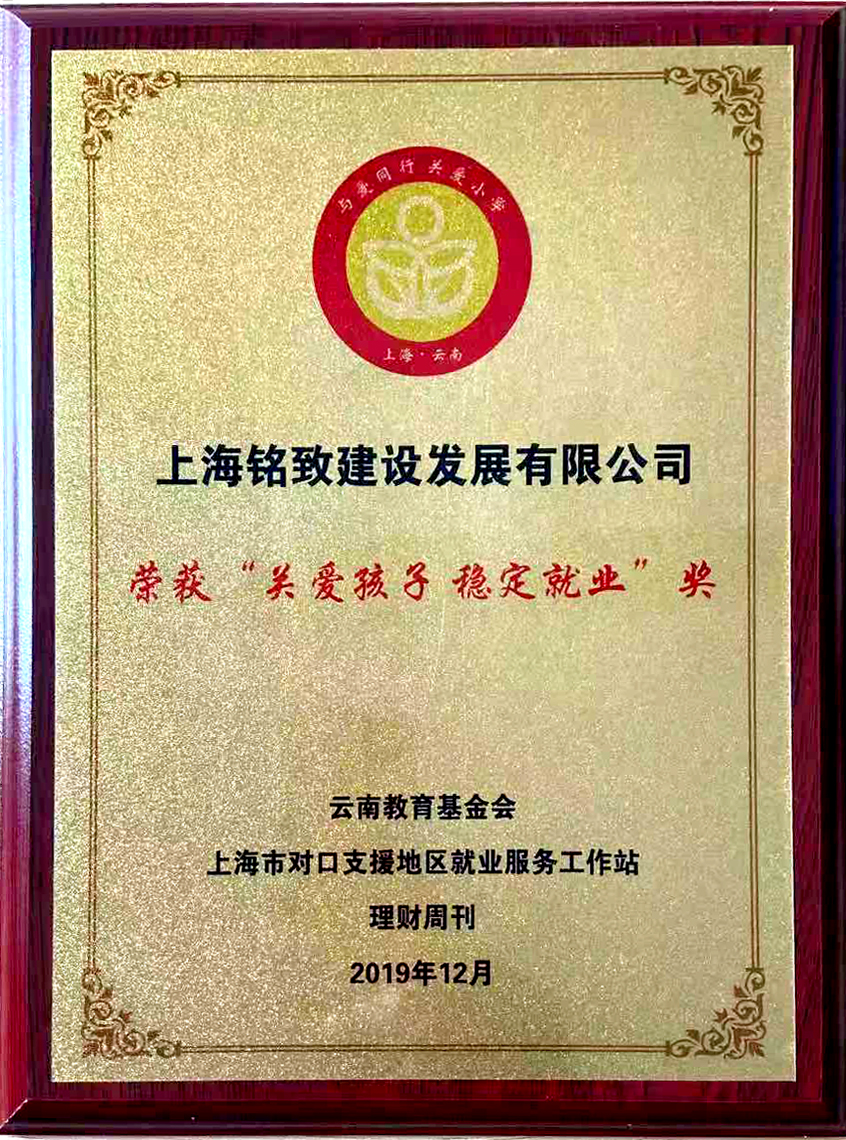 与爱同行 关爱小学
上海·云南
上海铭致建设发展有限公司
荣获“关爱孩子 稳定就业”奖
云南教育基金会
上海市对口支援地区就业服务工作站
理财周刊
2019年12月